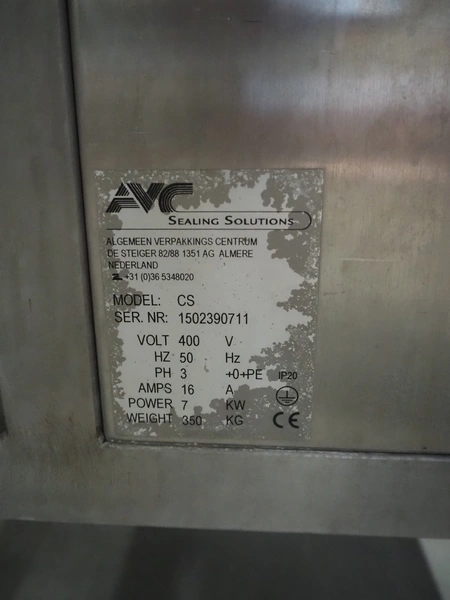 AVC
SEALING SOLUTIONS
ALGEMEEN VERPAKKINGS CENTRUM
DE STEIGER 82/88 1351 AG ALMERE
NEDERLAND
+31 (0)36 5348020
MODEL: CS
SER. NR: 1502390711
VOLT 400 V
HZ 50 Hz
PH 3 +0+PE IP20
AMPS 16 A
POWER 7 KW
WEIGHT 350 KG CE